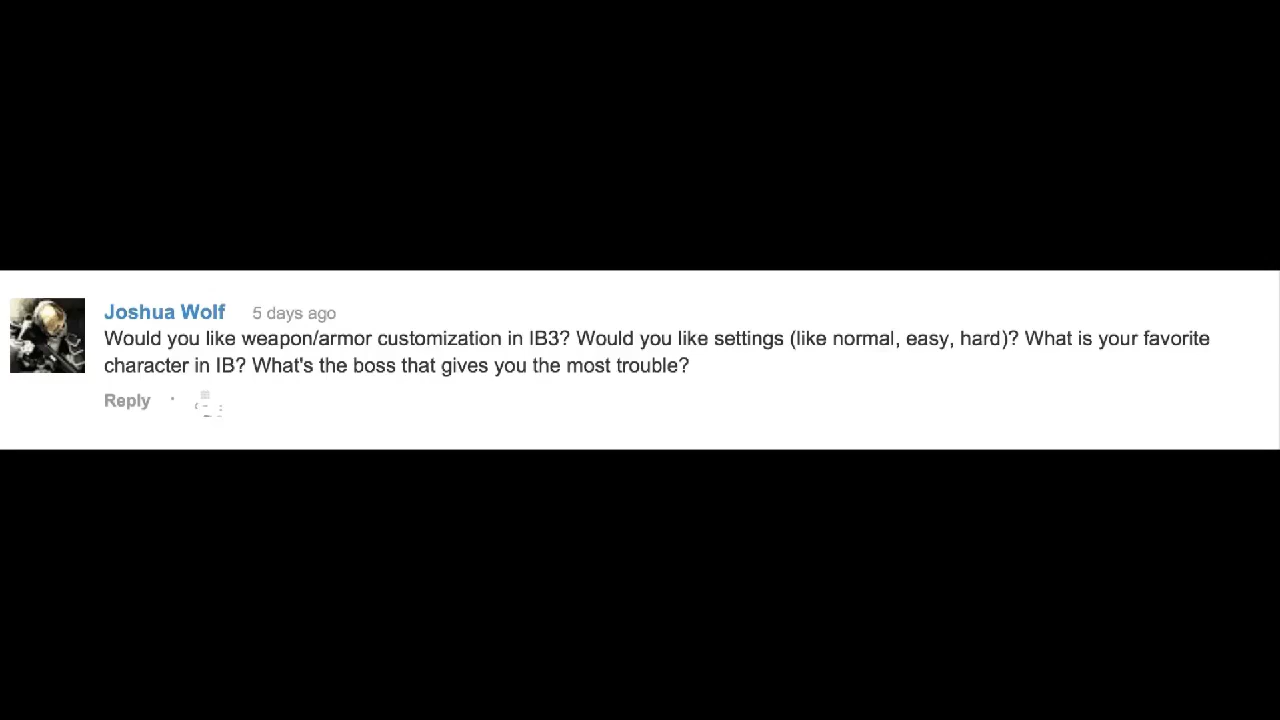 Joshua Wolf 5 days ago
Would you like weapon/armor customization in IB3? Would you like settings (like normal, easy, hard)? What is your favorite
character in IB? What's the boss that gives you the most trouble?
Reply ·